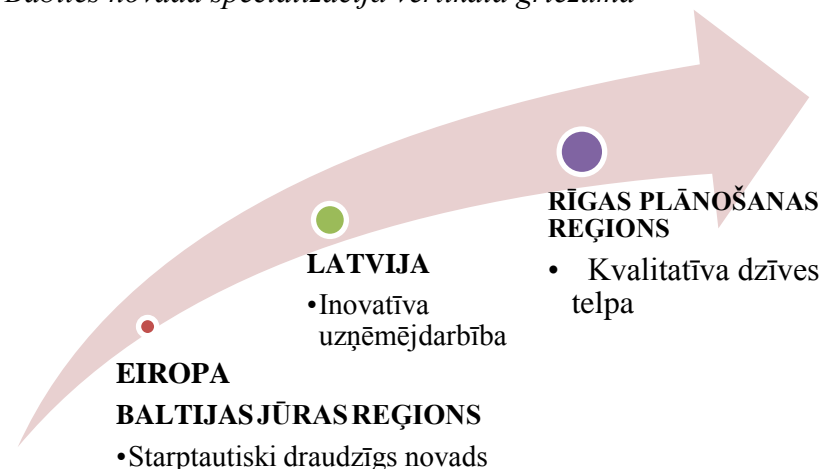 Babītes novada specializācija vertikālā griezumā
RĪGAS PLĀNOŠANAS
REĢIONS
• Kvalitatīva dzīves
telpa
LATVIJA
•Inovatīva
uzņēmējdarbība
EIROPA
BALTIJAS JŪRAS REĢIONS
•Starptautiski draudzīgs novads